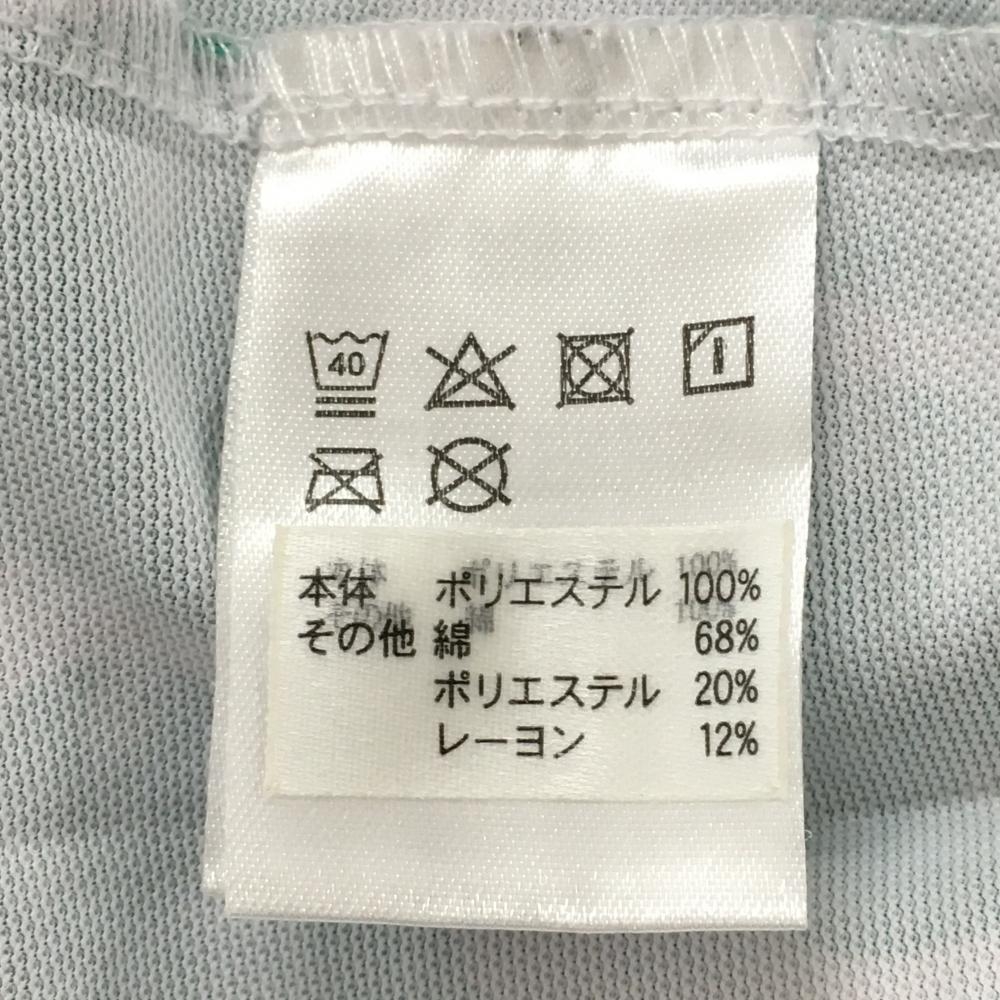 40
本体 ポリエステル 100%
その他 綿 68%
ポリエステル 20%
レーヨン 12%